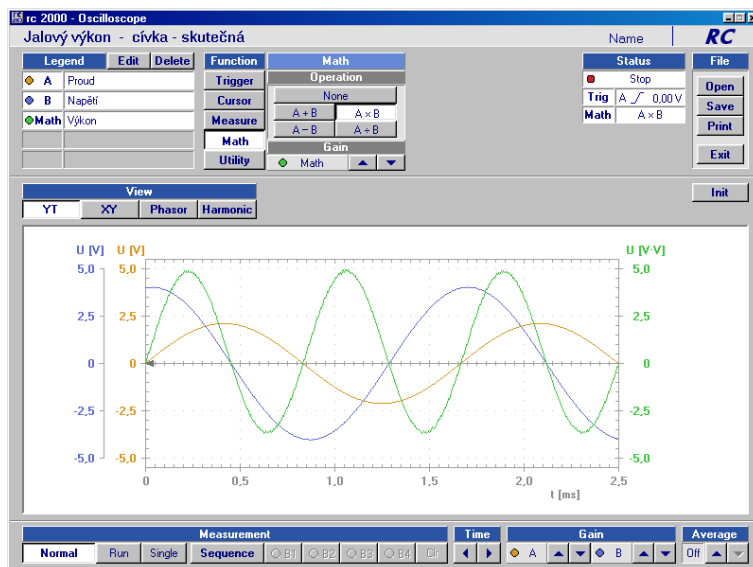 rc 2000 - Oscilloscope
Jalový výkon - cívka - skutečná Name RC
Legend Edit Delete Function Math Status File
A Proud Trigger Operation Stop Open
B Napětí Cursor None Trig A 0,00 V Save
Math Výkon Measure A + B A × B Math A × B Print
Math A − B A ÷ B
Utility Gain Exit
Math
View Init
YT XY Phasor Harmonic
U [V] U [V] U [V·V]
5,0 5,0 5,0
2,5 2,5 2,5
0 0 0
-2,5 -2,5 -2,5
-5,0 -5,0 -5,0
0 0,5 1,0 1,5 2,0 2,5
t [ms]
Measurement Time Gain Average
Normal Run Single Sequence B1 B2 B3 B4 Clr A B Off